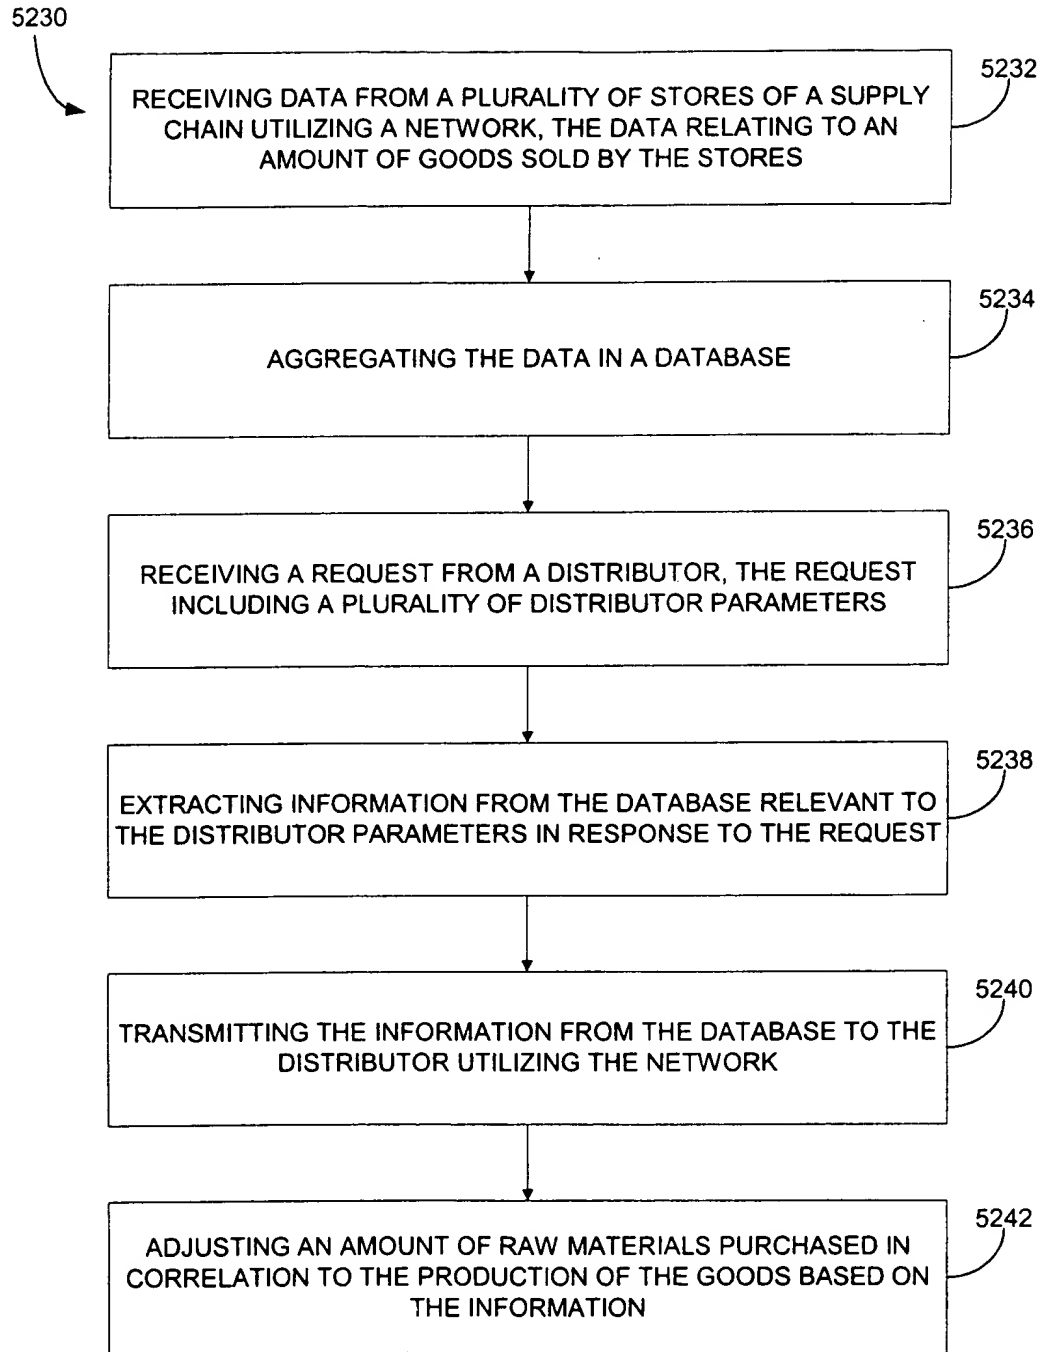 5230
RECEIVING DATA FROM A PLURALITY OF STORES OF A SUPPLY
CHAIN UTILIZING A NETWORK, THE DATA RELATING TO AN
AMOUNT OF GOODS SOLD BY THE STORES
5232
AGGREGATING THE DATA IN A DATABASE
5234
RECEIVING A REQUEST FROM A DISTRIBUTOR, THE REQUEST
INCLUDING A PLURALITY OF DISTRIBUTOR PARAMETERS
5236
EXTRACTING INFORMATION FROM THE DATABASE RELEVANT TO
THE DISTRIBUTOR PARAMETERS IN RESPONSE TO THE REQUEST
5238
TRANSMITTING THE INFORMATION FROM THE DATABASE TO THE
DISTRIBUTOR UTILIZING THE NETWORK
5240
ADJUSTING AN AMOUNT OF RAW MATERIALS PURCHASED IN
CORRELATION TO THE PRODUCTION OF THE GOODS BASED ON
THE INFORMATION
5242